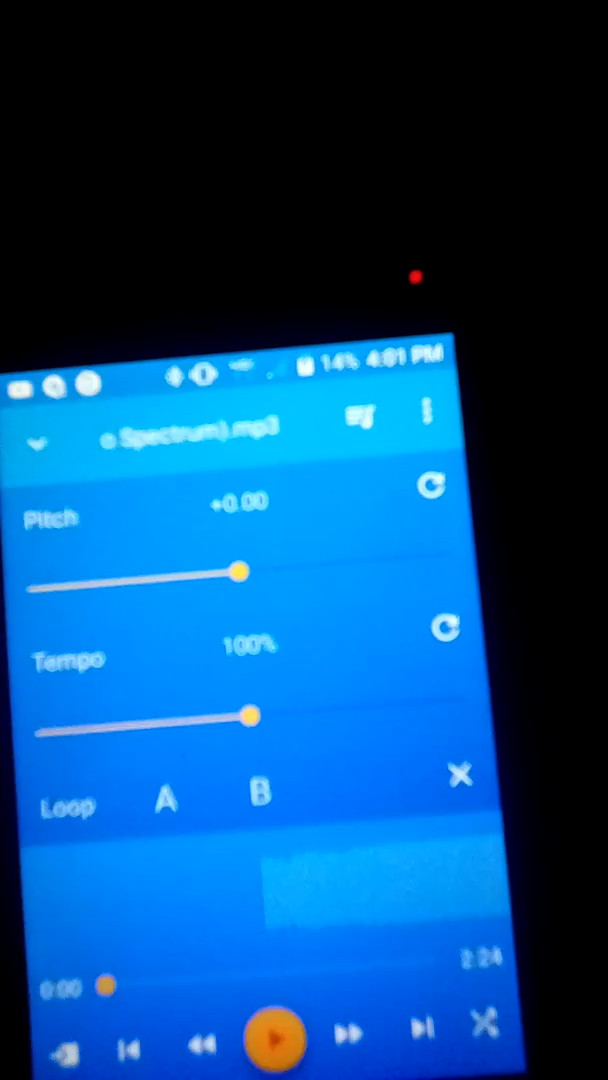 14% 4:01 PM
o Spectrum).mp3
Pitch +0.00
Tempo 100%
Loop A B
0:00 2:24